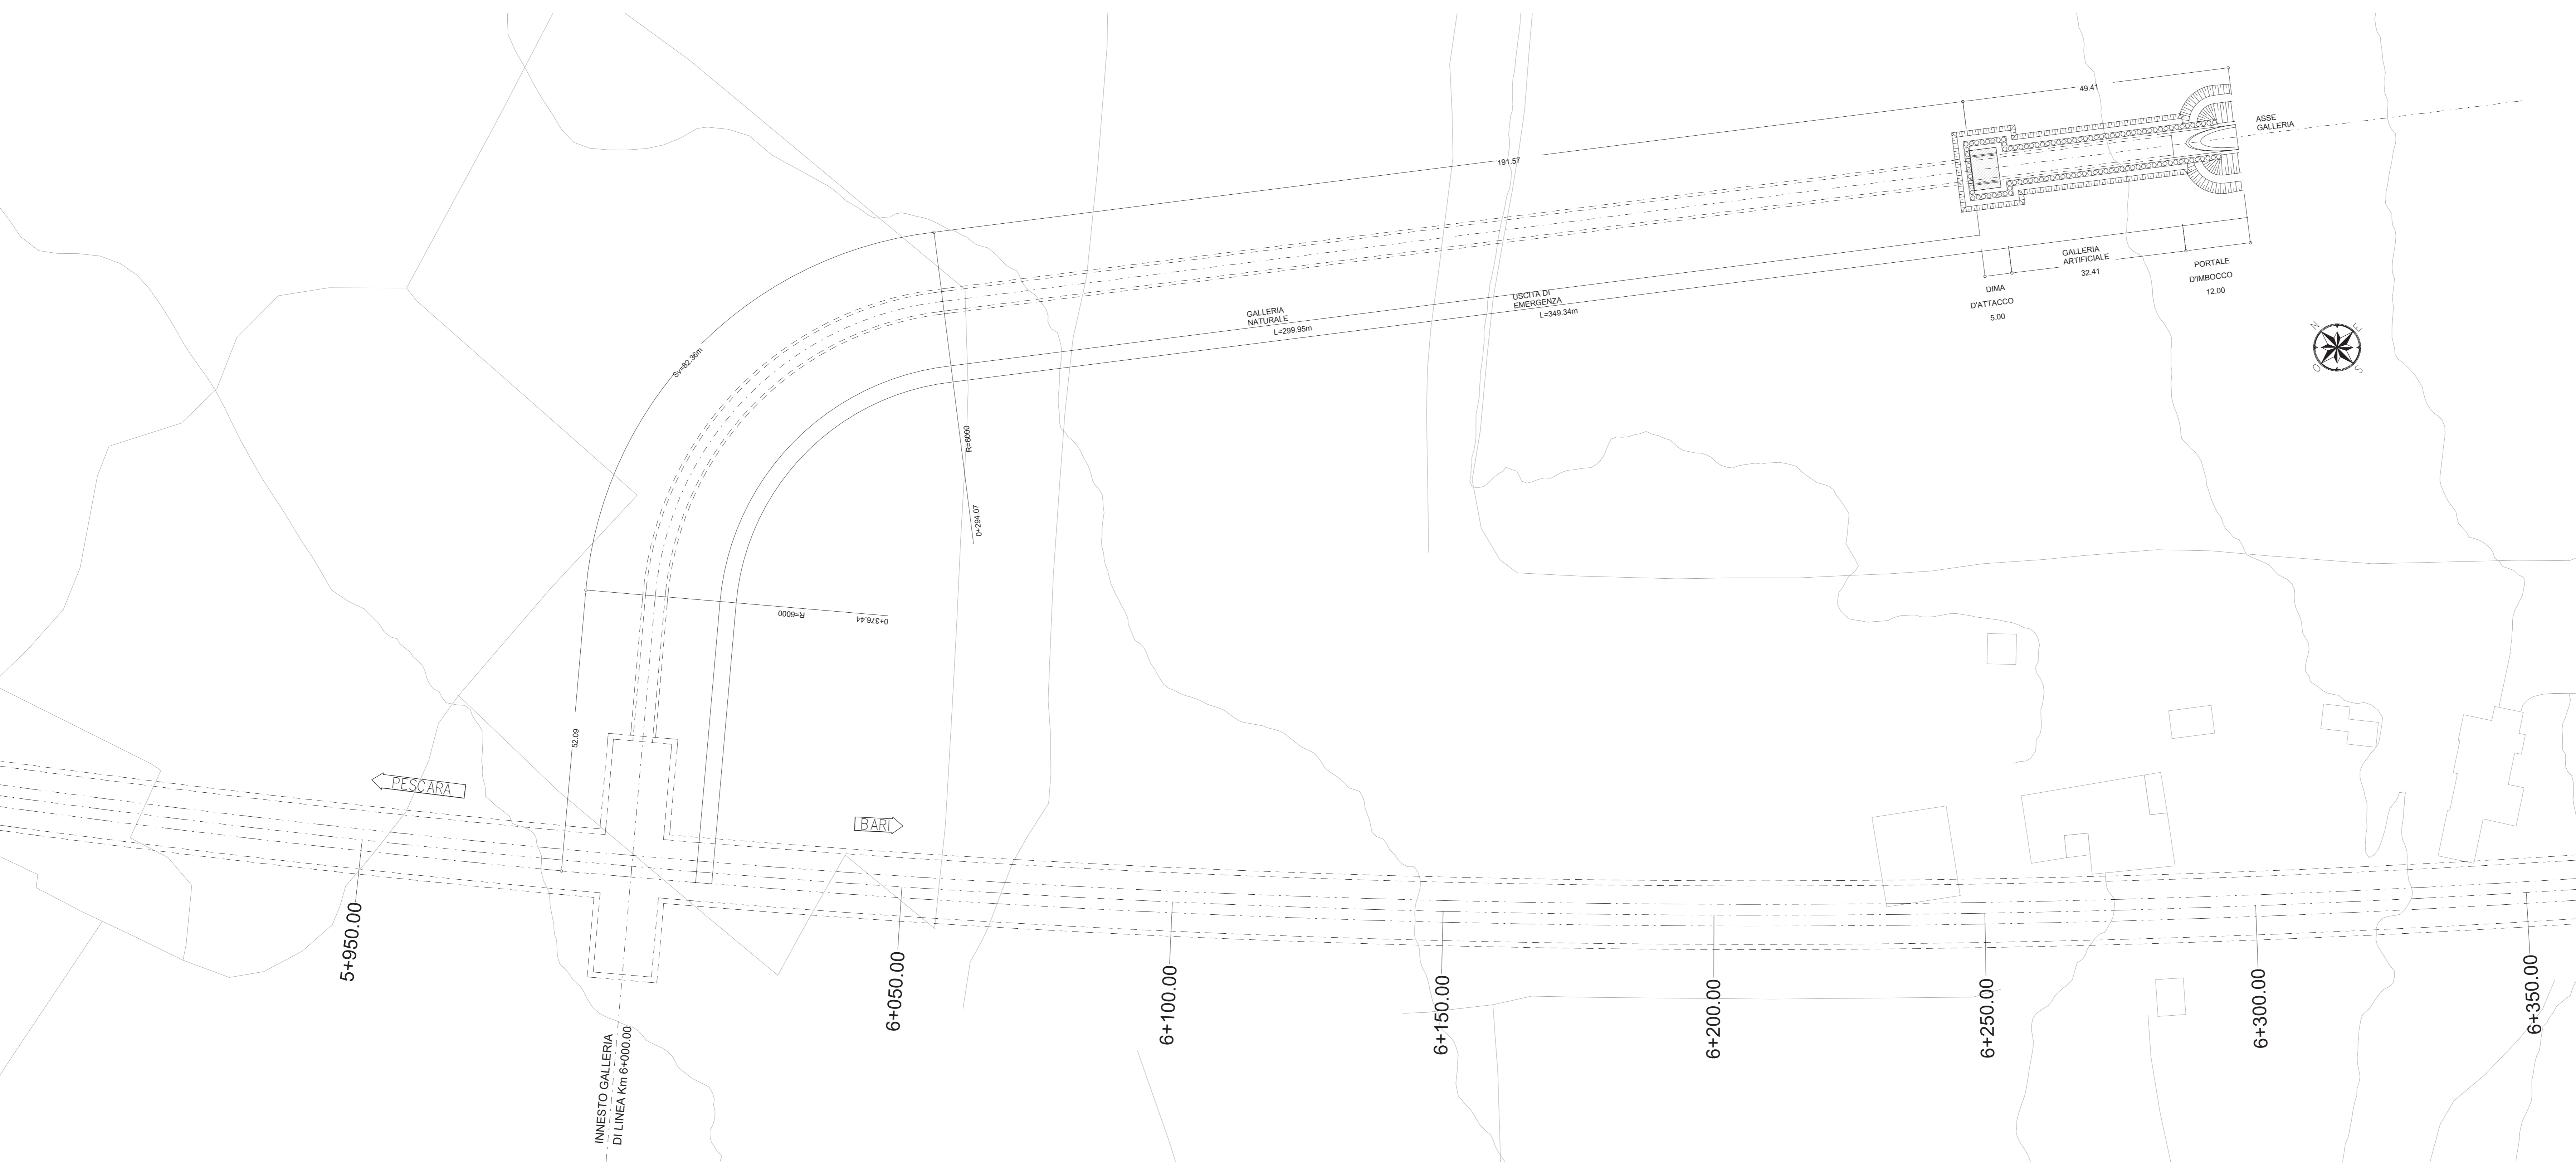 49.41
ASSE
GALLERIA
191.57
GALLERIA
ARTIFICIALE
32.41
PORTALE
D'IMBOCCO
12.00
DIMA
D'ATTACCO
5.00
USCITA DI
EMERGENZA
L=349.34m
GALLERIA
NATURALE
L=299.95m
N
E
S
O
Sv=82.36m
R=6000
0+294.07
R=6000
0+376.44
52.09
PESCARA
BARI
5+950.00
6+050.00
6+100.00
6+150.00
6+200.00
6+250.00
6+300.00
6+350.00
INNESTO GALLERIA
DI LINEA Km 6+000.00